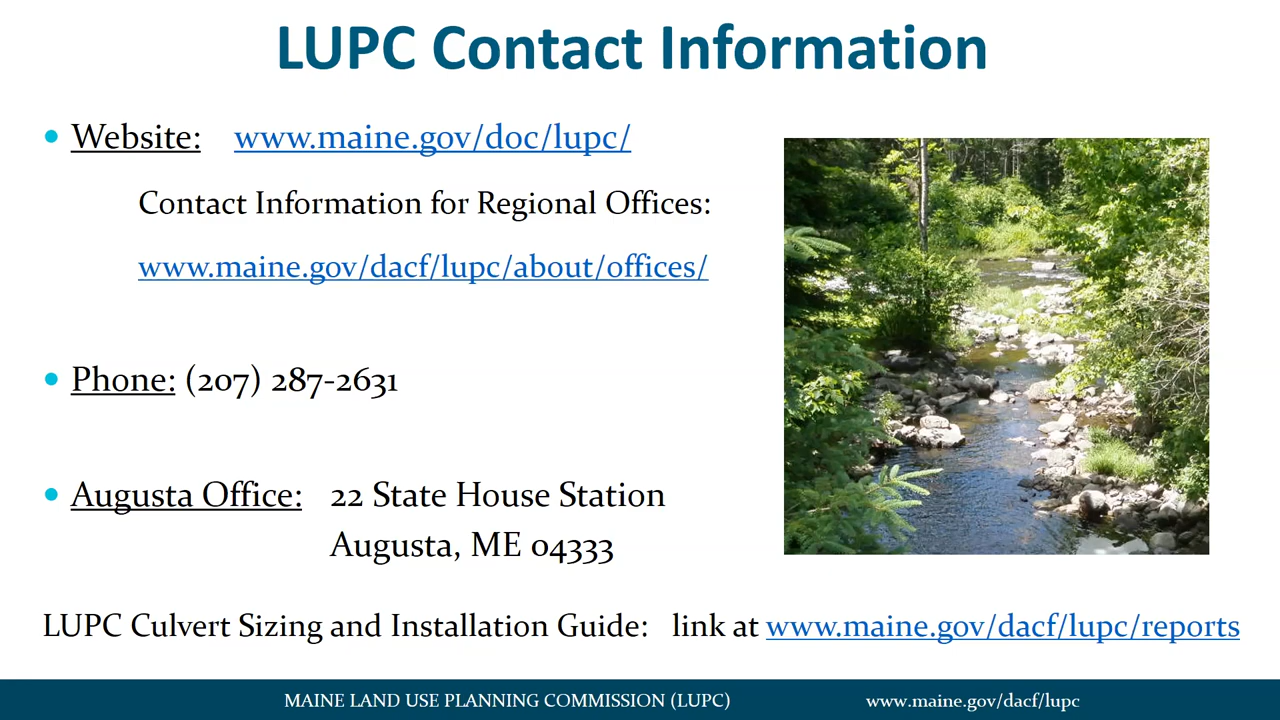 LUPC Contact Information
• Website: www.maine.gov/doc/lupc/
Contact Information for Regional Offices:
www.maine.gov/dacf/lupc/about/offices/
• Phone: (207) 287-2631
• Augusta Office: 22 State House Station
Augusta, ME 04333
LUPC Culvert Sizing and Installation Guide: link at www.maine.gov/dacf/lupc/reports
MAINE LAND USE PLANNING COMMISSION (LUPC) www.maine.gov/dacf/lupc